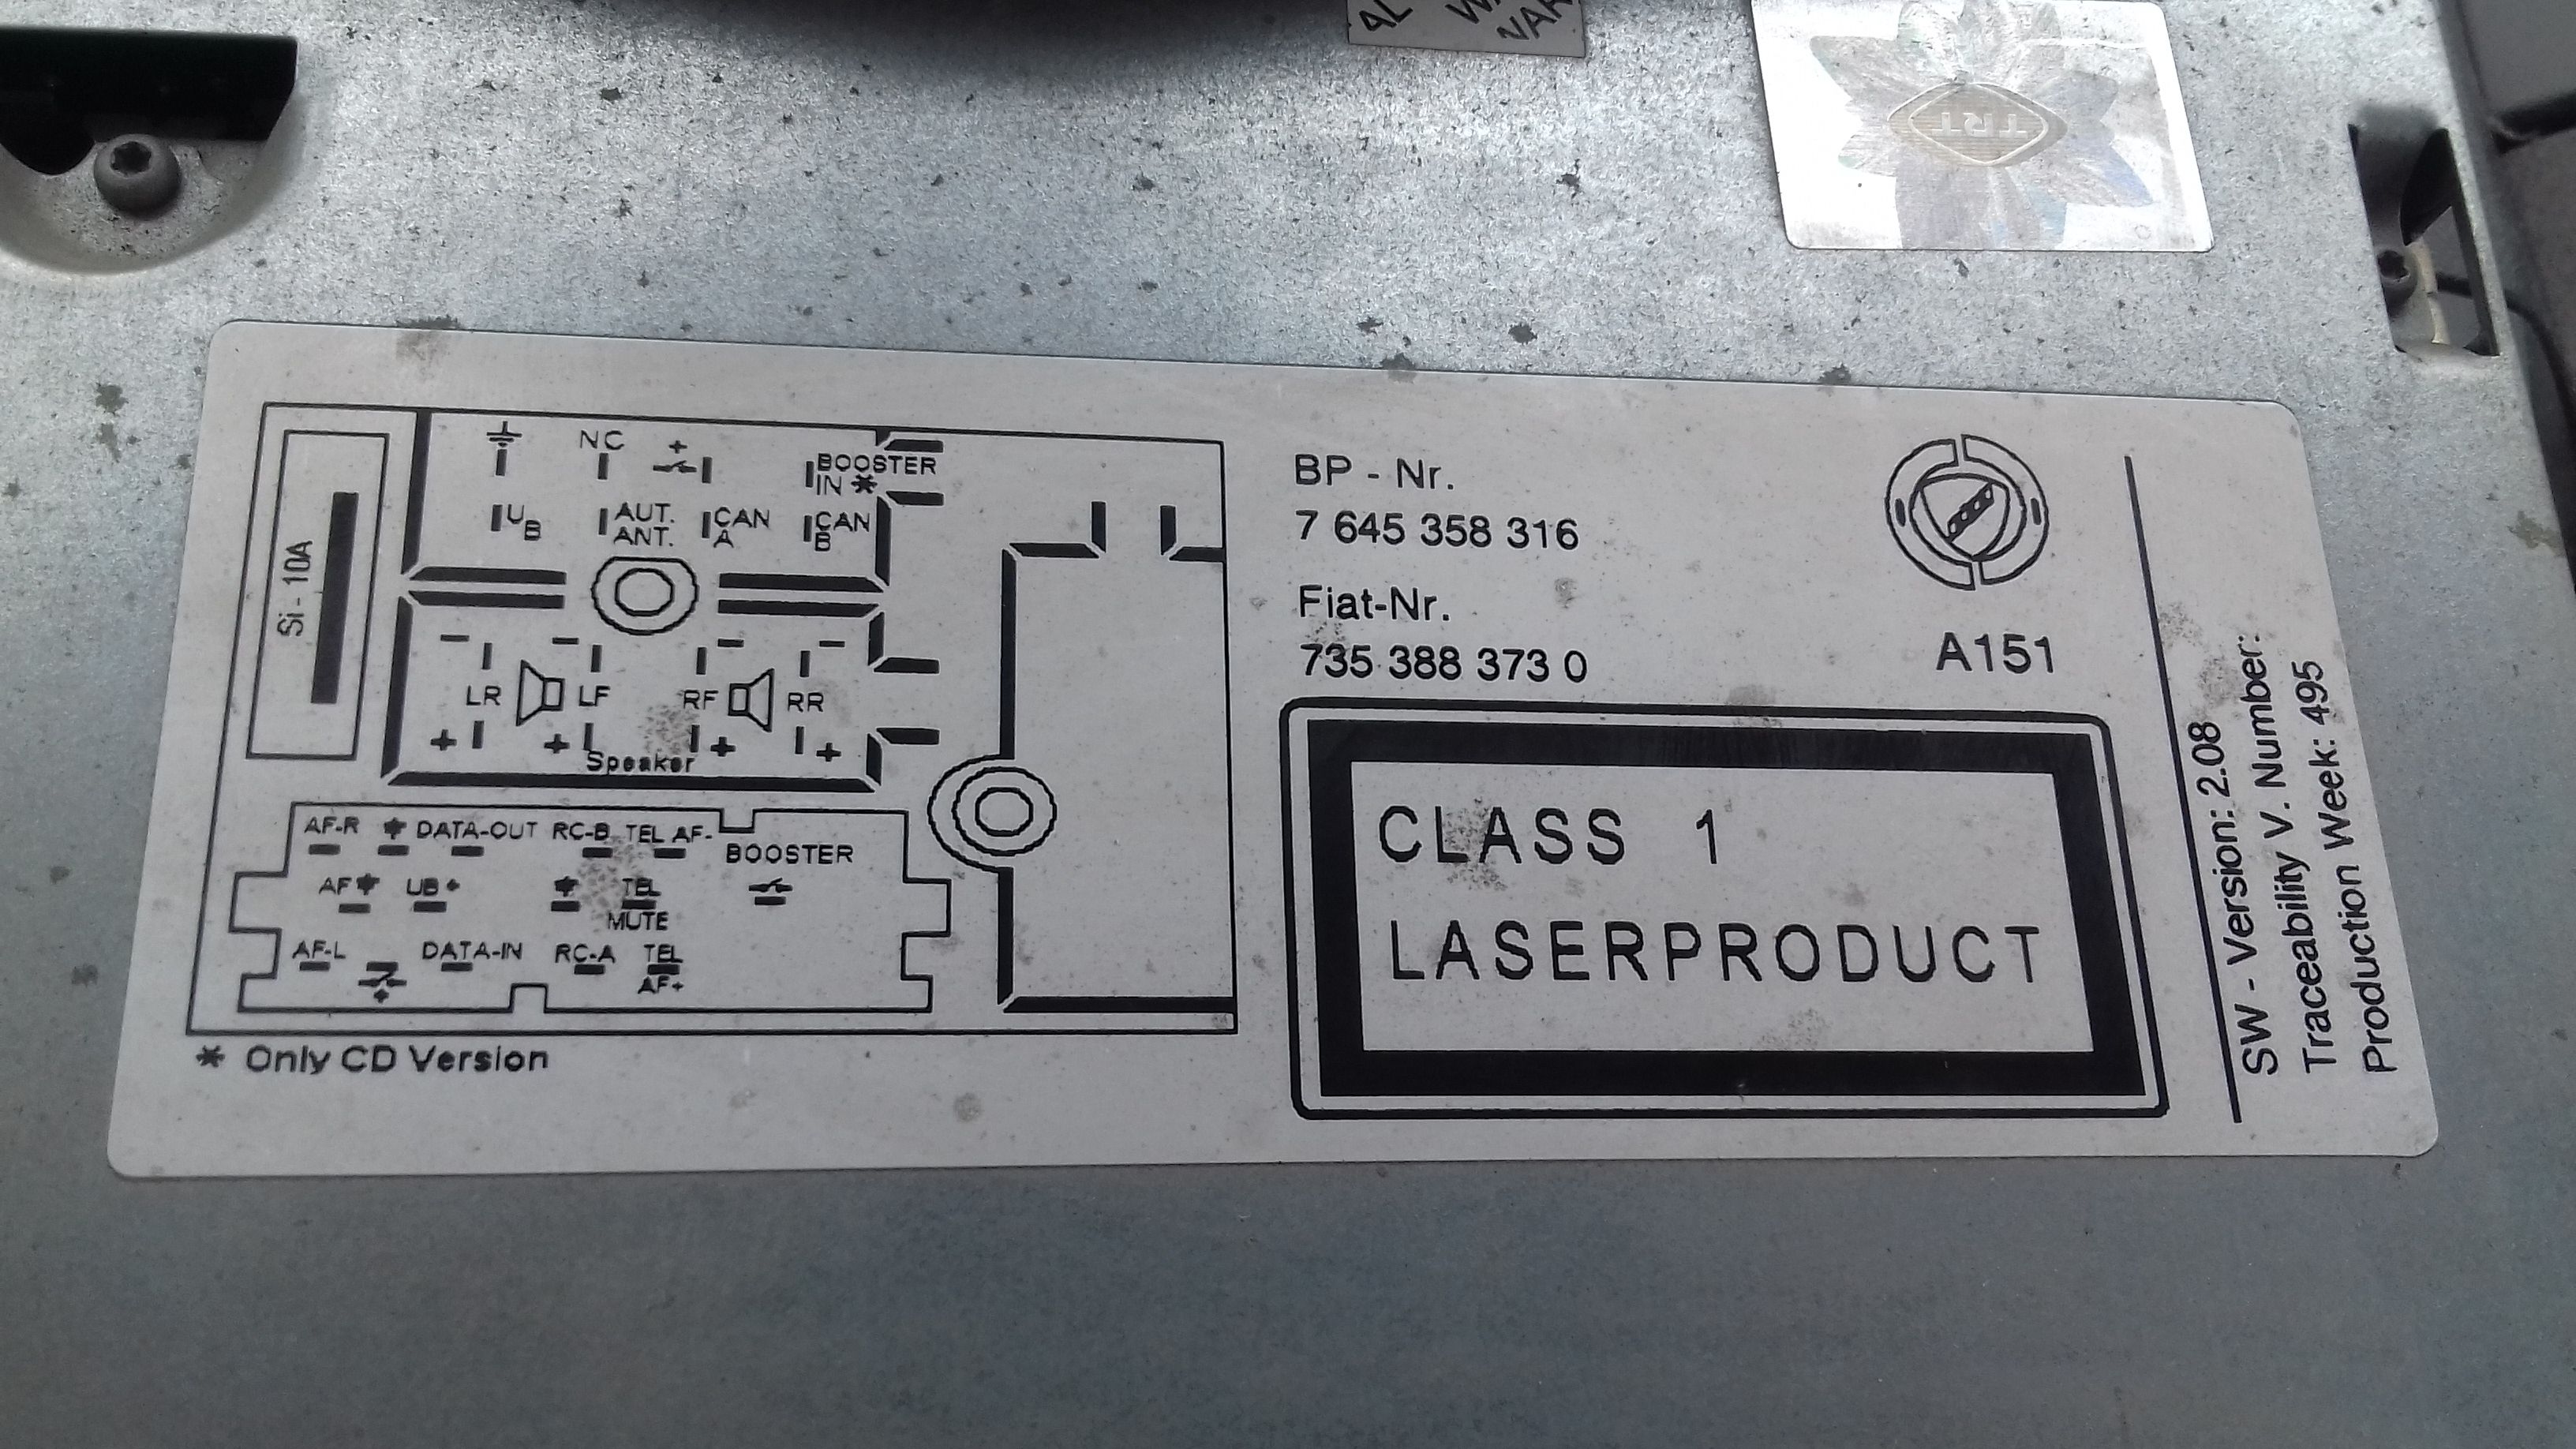 TRT
NC
+
BOOSTER
IN *
UB
AUT.
ANT.
CAN
A
CAN
B
Si - 10A
- - - -
LR LF RF RR
+ + + +
Speaker
AF-R DATA-OUT RC-B TEL AF-
BOOSTER
AF UB+ TEL
MUTE
AF-L DATA-IN RC-A TEL
+ AF+
* Only CD Version
BP - Nr.
7 645 358 316
Fiat-Nr.
735 388 373 0
A151
CLASS 1
LASERPRODUCT
SW - Version: 2.08
Traceability V. Number:
Production Week: 495